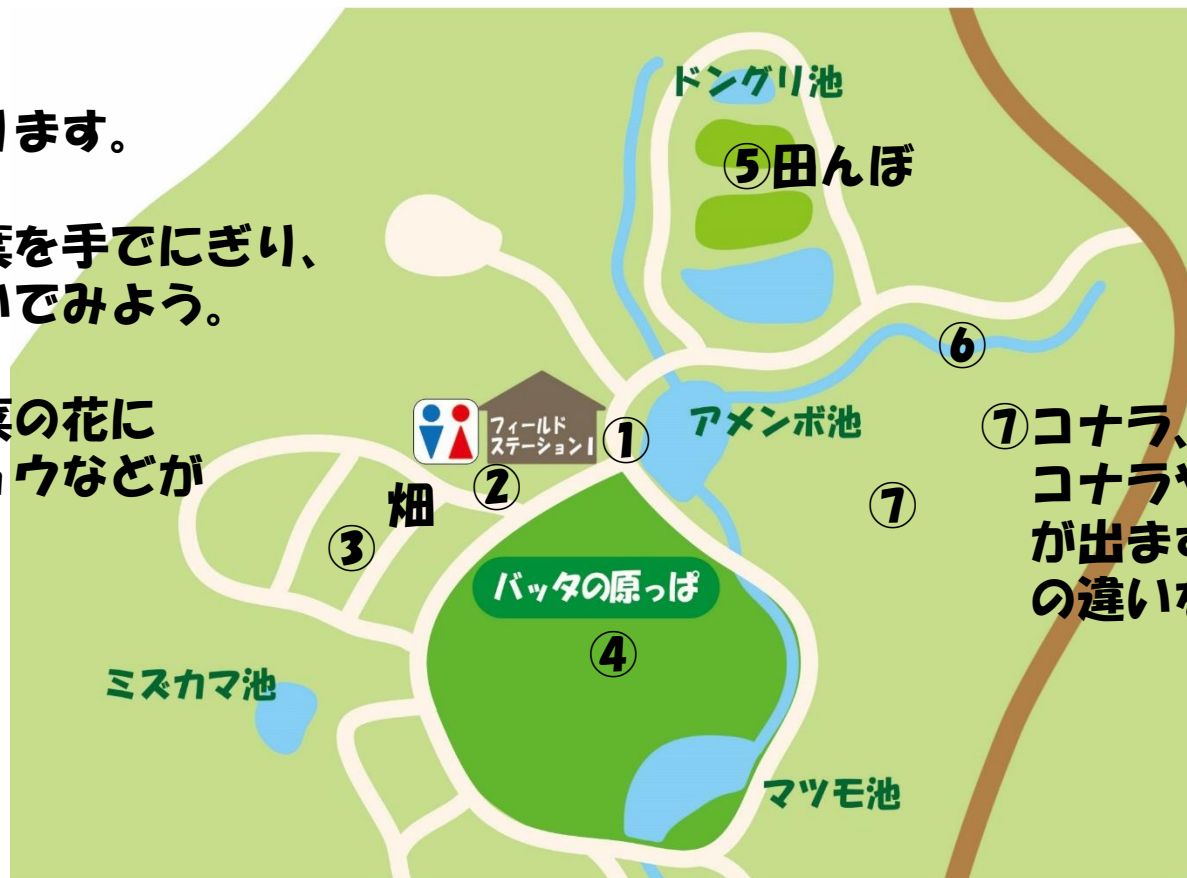 ります。
葉を手でにぎり、
いでみよう。
菜の花に
ョウなどが
ドングリ池
⑤田んぼ
⑥
フィールド
ステーション1
①
アメンボ池
②
畑
③
⑦
⑦コナラ、
コナラや
が出ます
の違いを
バッタの原っぱ
④
ミズカマ池
マツモ池